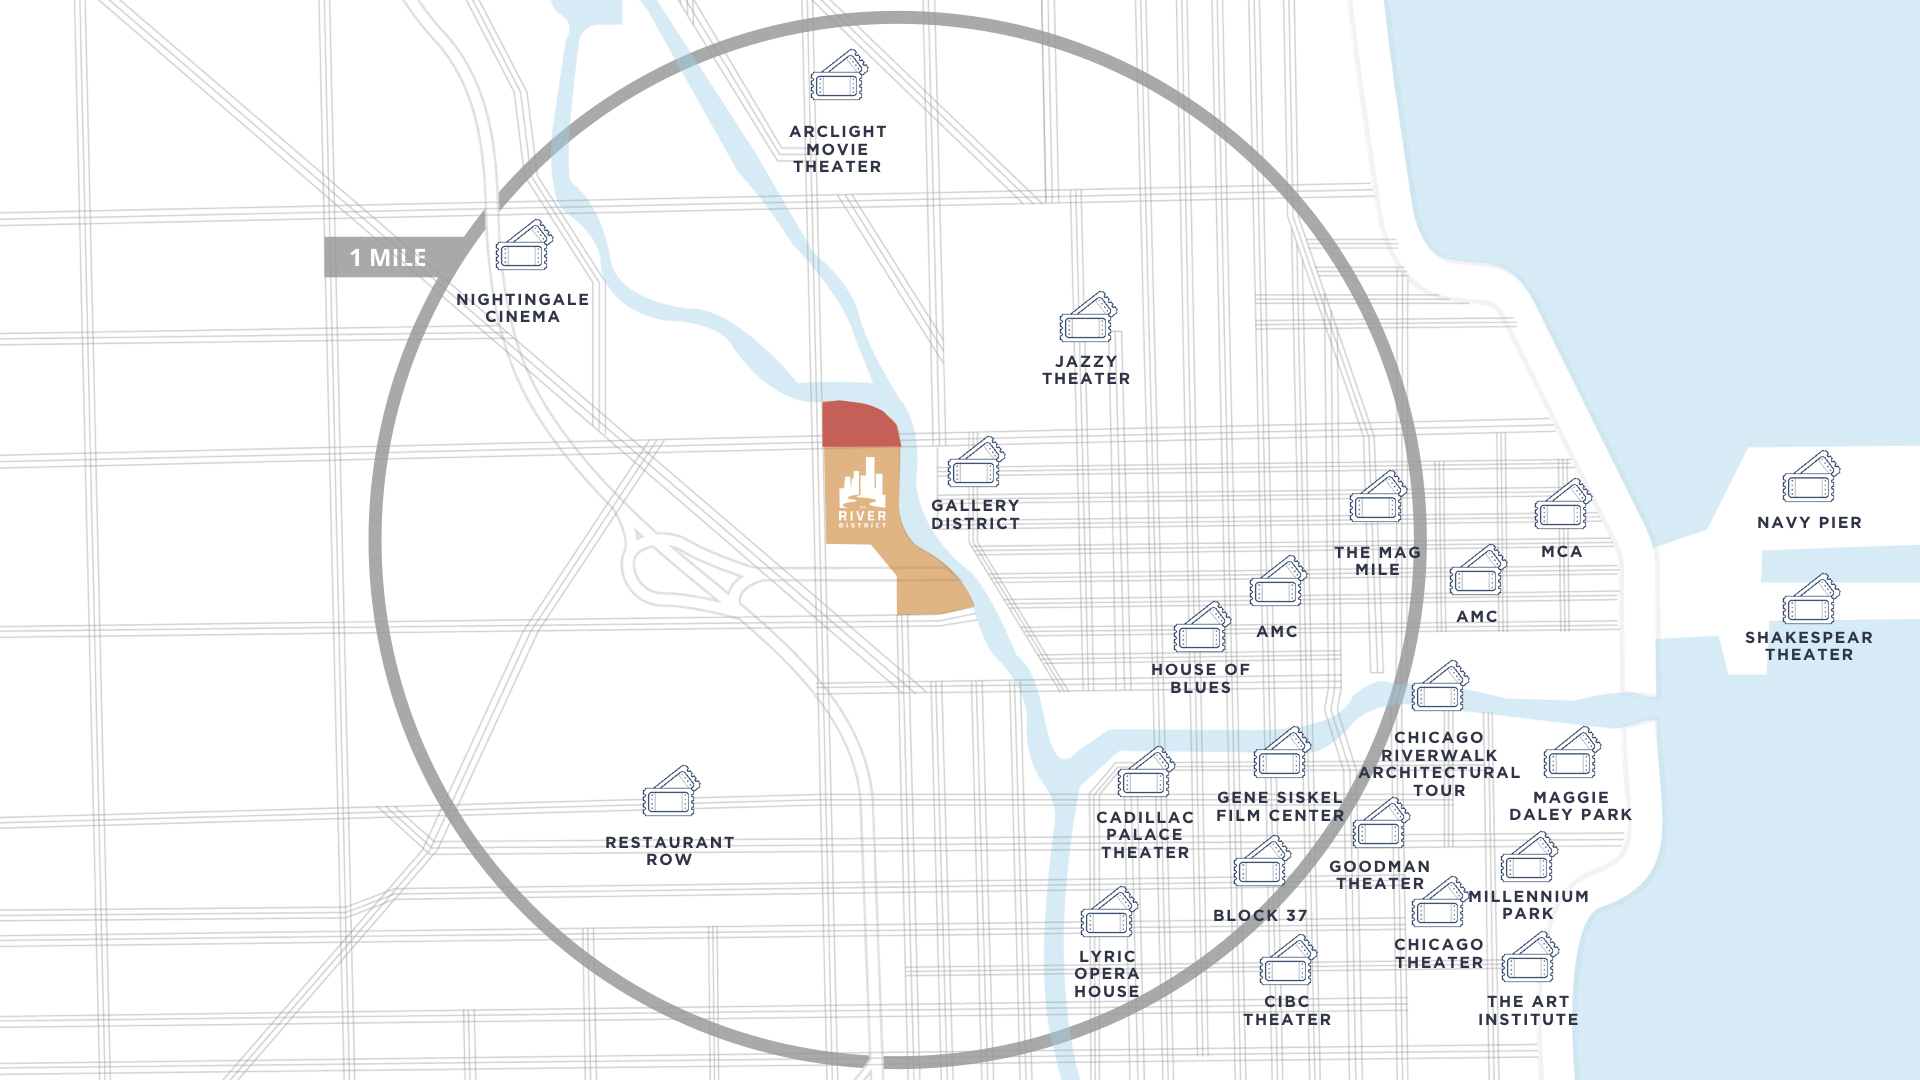 ARCLIGHT
MOVIE
THEATER
1 MILE
NIGHTINGALE
CINEMA
JAZZY
THEATER
THE
RIVER
DISTRICT
GALLERY
DISTRICT
THE MAG
MILE
MCA
NAVY PIER
AMC
AMC
SHAKESPEAR
THEATER
HOUSE OF
BLUES
CHICAGO
RIVERWALK
ARCHITECTURAL
TOUR
GENE SISKEL
FILM CENTER
MAGGIE
DALEY PARK
CADILLAC
PALACE
THEATER
RESTAURANT
ROW
GOODMAN
THEATER
MILLENNIUM
PARK
BLOCK 37
CHICAGO
THEATER
LYRIC
OPERA
HOUSE
CIBC
THEATER
THE ART
INSTITUTE